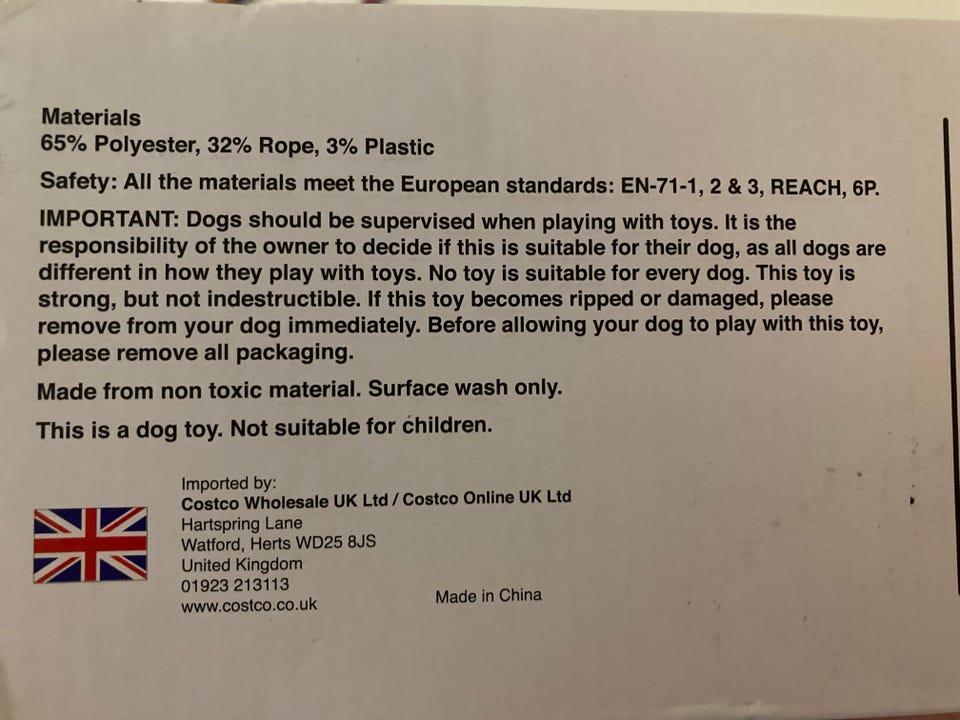 Materials
65% Polyester, 32% Rope, 3% Plastic
Safety: All the materials meet the European standards: EN-71-1, 2 & 3, REACH, 6P.
IMPORTANT: Dogs should be supervised when playing with toys. It is the
responsibility of the owner to decide if this is suitable for their dog, as all dogs are
different in how they play with toys. No toy is suitable for every dog. This toy is
strong, but not indestructible. If this toy becomes ripped or damaged, please
remove from your dog immediately. Before allowing your dog to play with this toy,
please remove all packaging.
Made from non toxic material. Surface wash only.
This is a dog toy. Not suitable for children.
Imported by:
Costco Wholesale UK Ltd / Costco Online UK Ltd
Hartspring Lane
Watford, Herts WD25 8JS
United Kingdom
01923 213113
www.costco.co.uk
Made in China